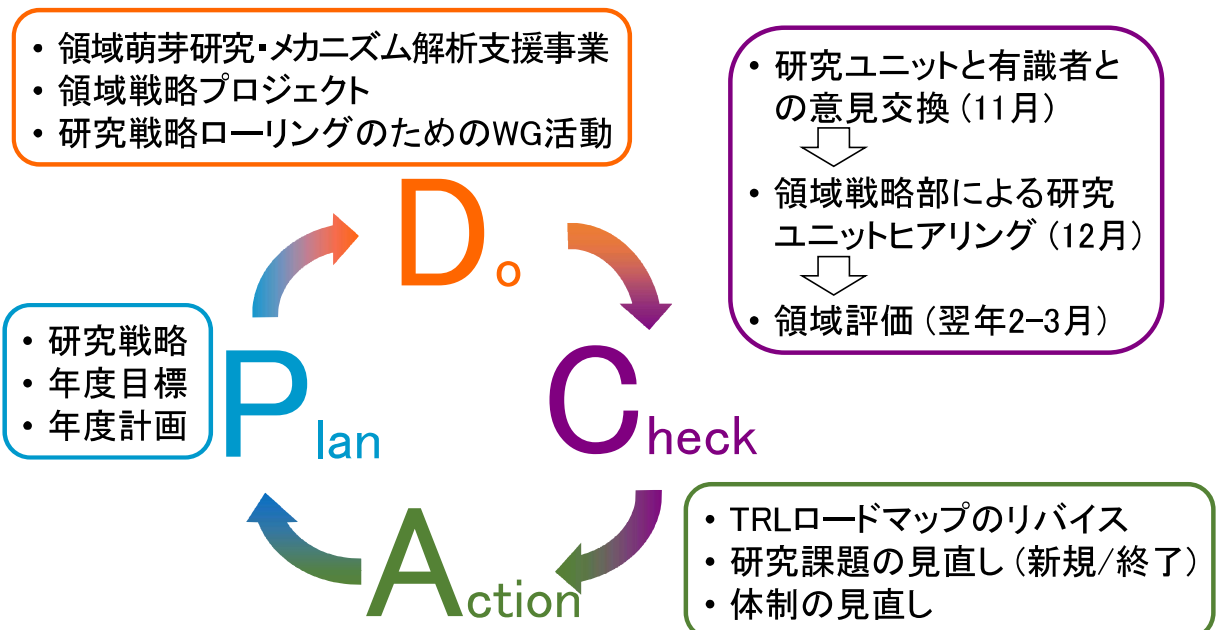 • 領域萌芽研究・メカニズム解析支援事業
• 領域戦略プロジェクト
• 研究戦略ローリングのためのWG活動
• 研究ユニットと有識者と
の意見交換（11月）
• 領域戦略部による研究
ユニットヒアリング（12月）
• 領域評価（翌年2-3月）
Do
• 研究戦略
• 年度目標
• 年度計画
Plan
Check
Action
• TRLロードマップのリバイス
• 研究課題の見直し（新規/終了）
• 体制の見直し